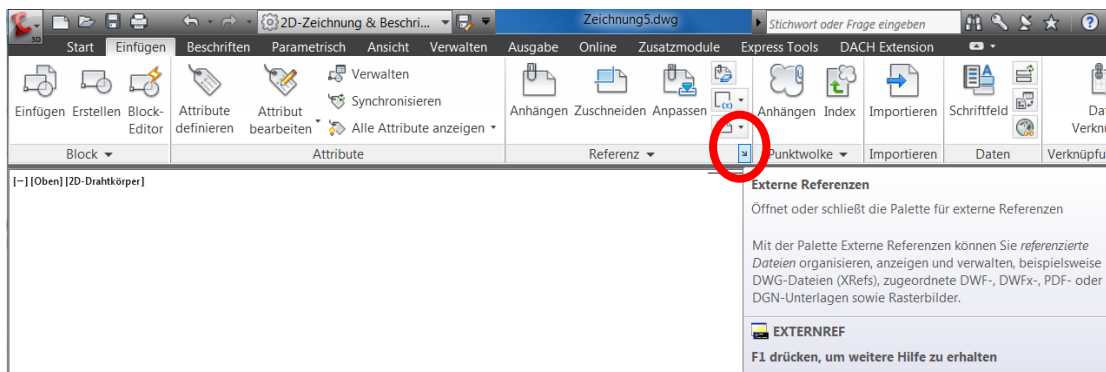 2D-Zeichnung & Beschri... Zeichnung5.dwg Stichwort oder Frage eingeben ?
3D
Start Einfügen Beschriften Parametrisch Ansicht Verwalten Ausgabe Online Zusatzmodule Express Tools DACH Extension
Einfügen Erstellen Block-
Editor
Attribute
definieren
Attribut
bearbeiten
Verwalten
Synchronisieren
Alle Attribute anzeigen
Anhängen Zuschneiden Anpassen
(x)
Anhängen Index Importieren Schriftfeld
A
Block Attribute Referenz Punktwolke Importieren Daten
[−] [Oben] [2D-Drahtkörper]
Externe Referenzen
Öffnet oder schließt die Palette für externe Referenzen
Mit der Palette Externe Referenzen können Sie referenzierte
Dateien organisieren, anzeigen und verwalten, beispielsweise
DWG-Dateien (XRefs), zugeordnete DWF-, DWFx-, PDF- oder
DGN-Unterlagen sowie Rasterbilder.
EXTERNREF
F1 drücken, um weitere Hilfe zu erhalten